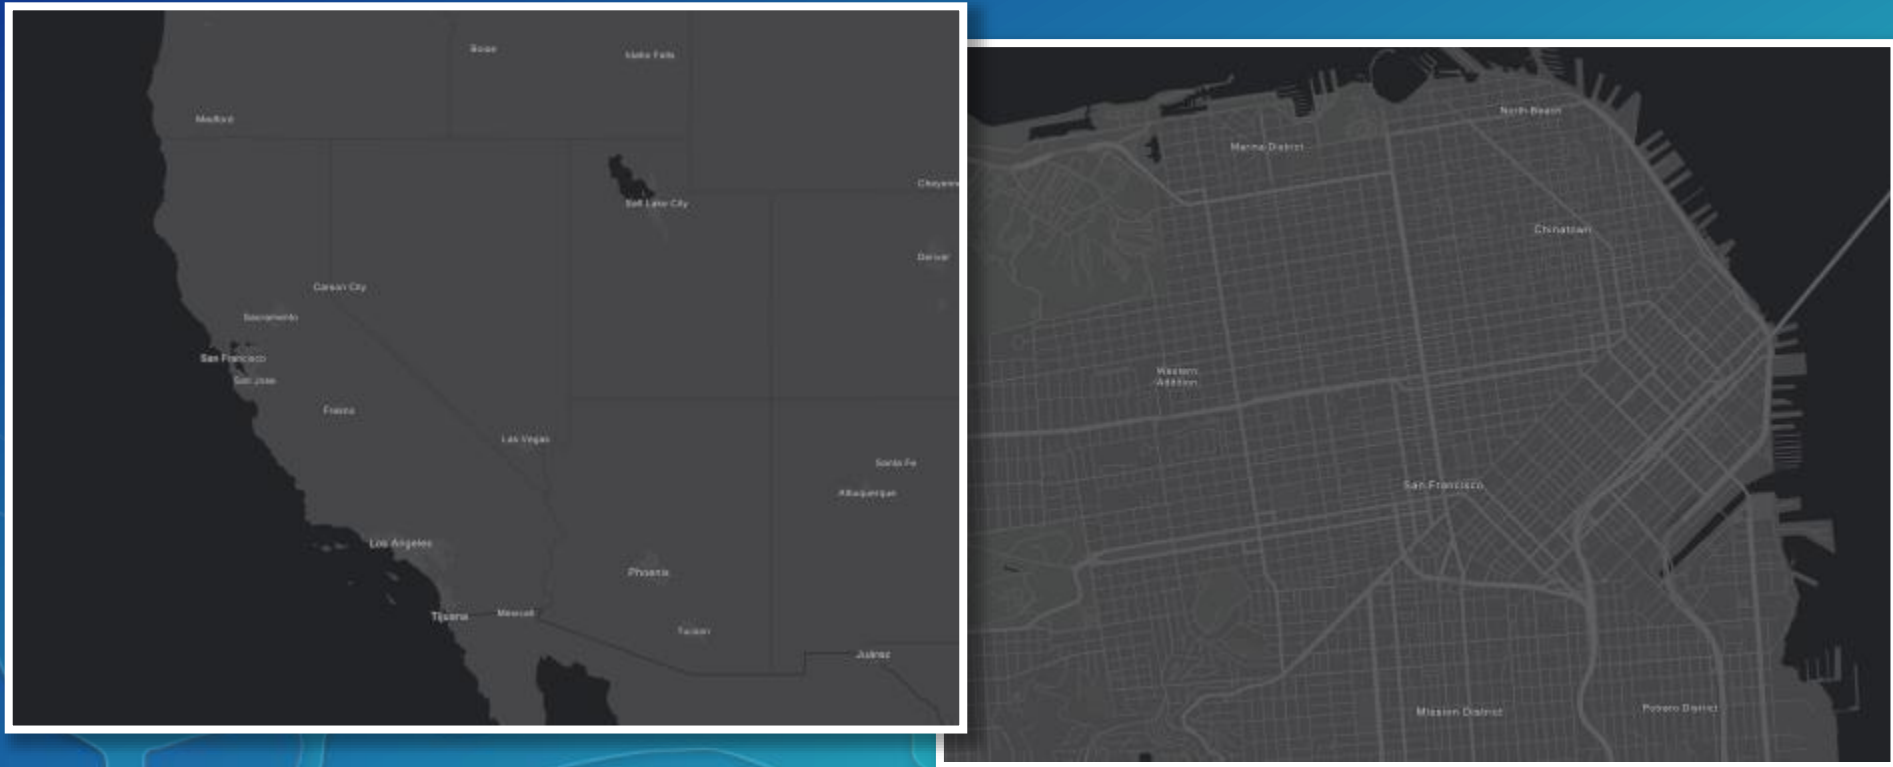 Boise
Idaho Falls
Medford
Cheyenne
Salt Lake City
Denver
Carson City
Sacramento
San Francisco
San Jose
Fresno
Las Vegas
Santa Fe
Albuquerque
Los Angeles
Phoenix
Tijuana
Mexicali
Tucson
Juárez
North Beach
Marina District
Chinatown
Western
Addition
San Francisco
Mission District
Potrero District